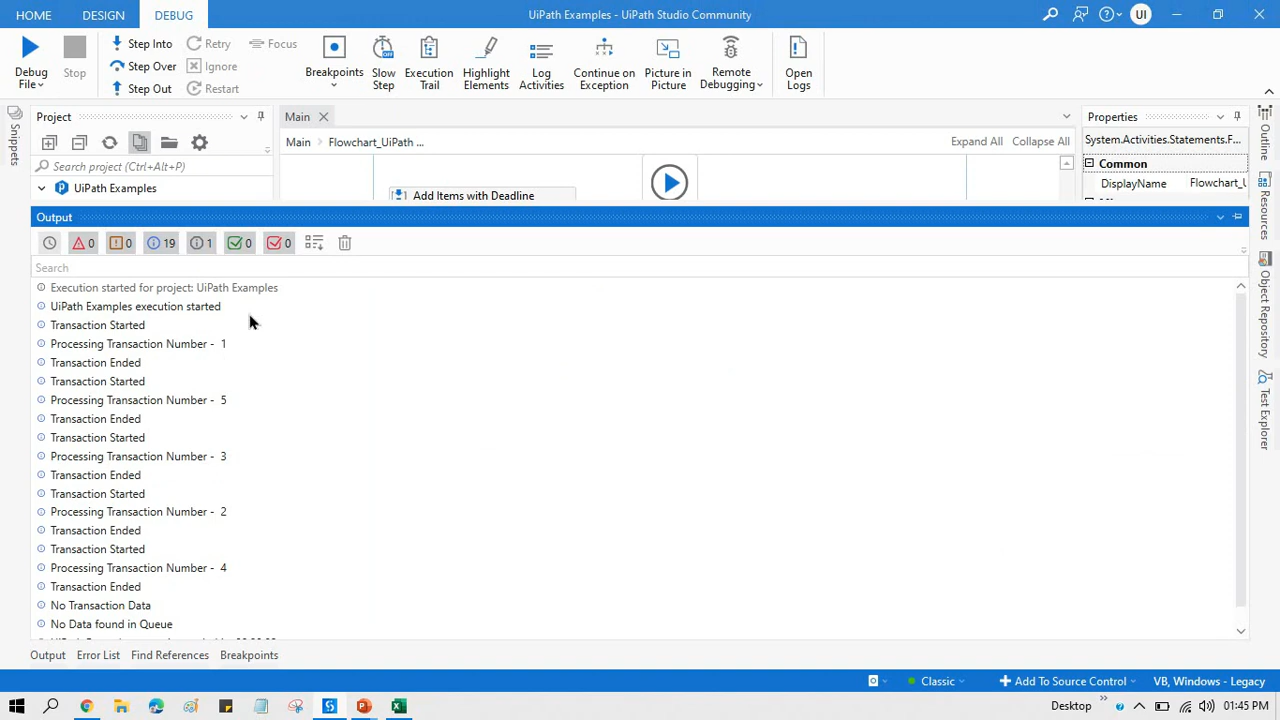 HOME DESIGN DEBUG UiPath Examples - UiPath Studio Community UI
Debug File
Stop
Step Into
Step Over
Step Out
Retry
Ignore
Restart
Focus
Breakpoints
Slow Step
Execution Trail
Highlight Elements
Log Activities
Continue on Exception
Picture in Picture
Remote Debugging
Open Logs
Snippets
Project
Search project (Ctrl+Alt+P)
UiPath Examples
Main
Main > Flowchart_UiPath ... Expand All Collapse All
Add Items with Deadline
Properties
System.Activities.Statements.F...
Common
DisplayName Flowchart_U
Outline
Resources
Object Repository
Test Explorer
Output
0 0 19 1 0 0
Search
Execution started for project: UiPath Examples
UiPath Examples execution started
Transaction Started
Processing Transaction Number - 1
Transaction Ended
Transaction Started
Processing Transaction Number - 5
Transaction Ended
Transaction Started
Processing Transaction Number - 3
Transaction Ended
Transaction Started
Processing Transaction Number - 2
Transaction Ended
Transaction Started
Processing Transaction Number - 4
Transaction Ended
No Transaction Data
No Data found in Queue
Output Error List Find References Breakpoints
Classic Add To Source Control VB, Windows - Legacy
Desktop 01:45 PM